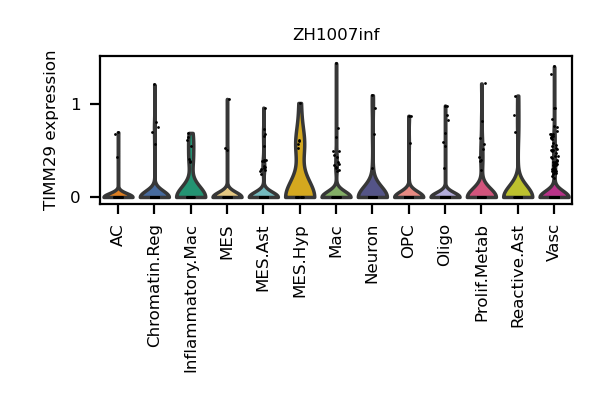 ZH1007inf
TIMM29 expression
1
0
AC
Chromatin.Reg
Inflammatory.Mac
MES
MES.Ast
MES.Hyp
Mac
Neuron
OPC
Oligo
Prolif.Metab
Reactive.Ast
Vasc